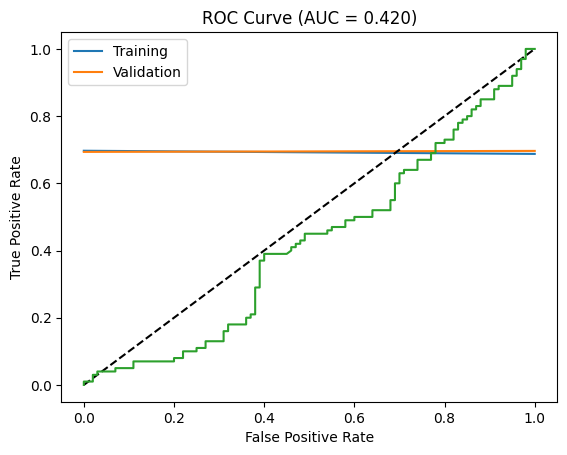 ROC Curve (AUC = 0.420)
Training
Validation
True Positive Rate
1.0
0.8
0.6
0.4
0.2
0.0
0.0 0.2 0.4 0.6 0.8 1.0
False Positive Rate